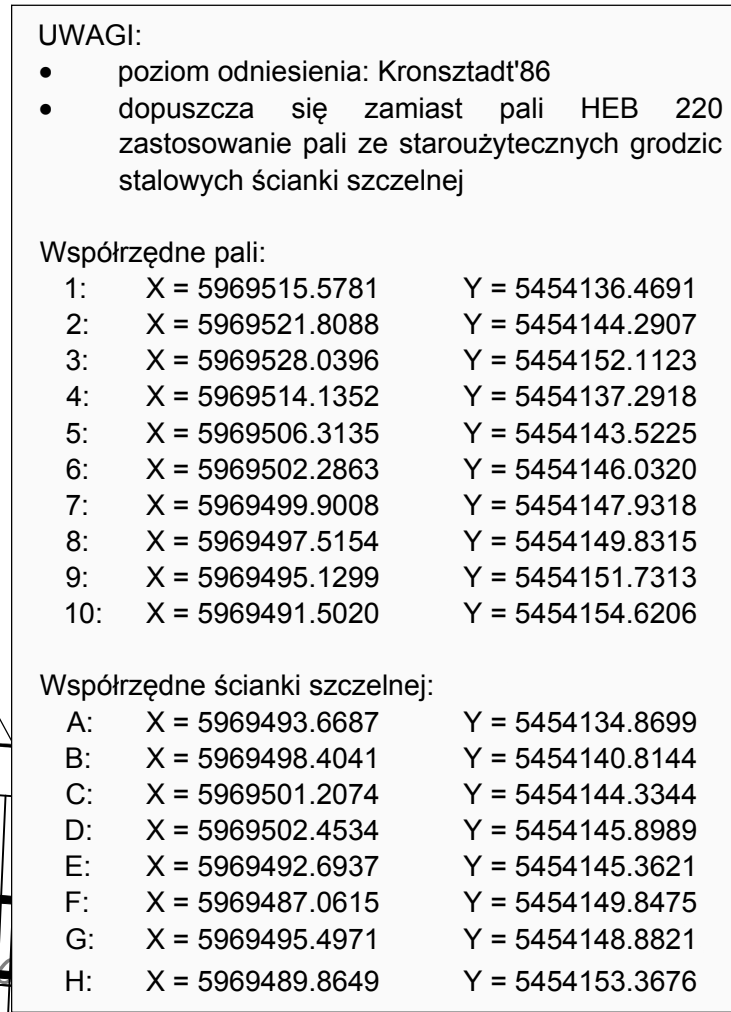 UWAGI:
• poziom odniesienia: Kronsztadt'86
• dopuszcza się zamiast pali HEB 220
zastosowanie pali ze staroużytecznych grodzic
stalowych ścianki szczelnej
Współrzędne pali:
1: X = 5969515.5781 Y = 5454136.4691
2: X = 5969521.8088 Y = 5454144.2907
3: X = 5969528.0396 Y = 5454152.1123
4: X = 5969514.1352 Y = 5454137.2918
5: X = 5969506.3135 Y = 5454143.5225
6: X = 5969502.2863 Y = 5454146.0320
7: X = 5969499.9008 Y = 5454147.9318
8: X = 5969497.5154 Y = 5454149.8315
9: X = 5969495.1299 Y = 5454151.7313
10: X = 5969491.5020 Y = 5454154.6206
Współrzędne ścianki szczelnej:
A: X = 5969493.6687 Y = 5454134.8699
B: X = 5969498.4041 Y = 5454140.8144
C: X = 5969501.2074 Y = 5454144.3344
D: X = 5969502.4534 Y = 5454145.8989
E: X = 5969492.6937 Y = 5454145.3621
F: X = 5969487.0615 Y = 5454149.8475
G: X = 5969495.4971 Y = 5454148.8821
H: X = 5969489.8649 Y = 5454153.3676